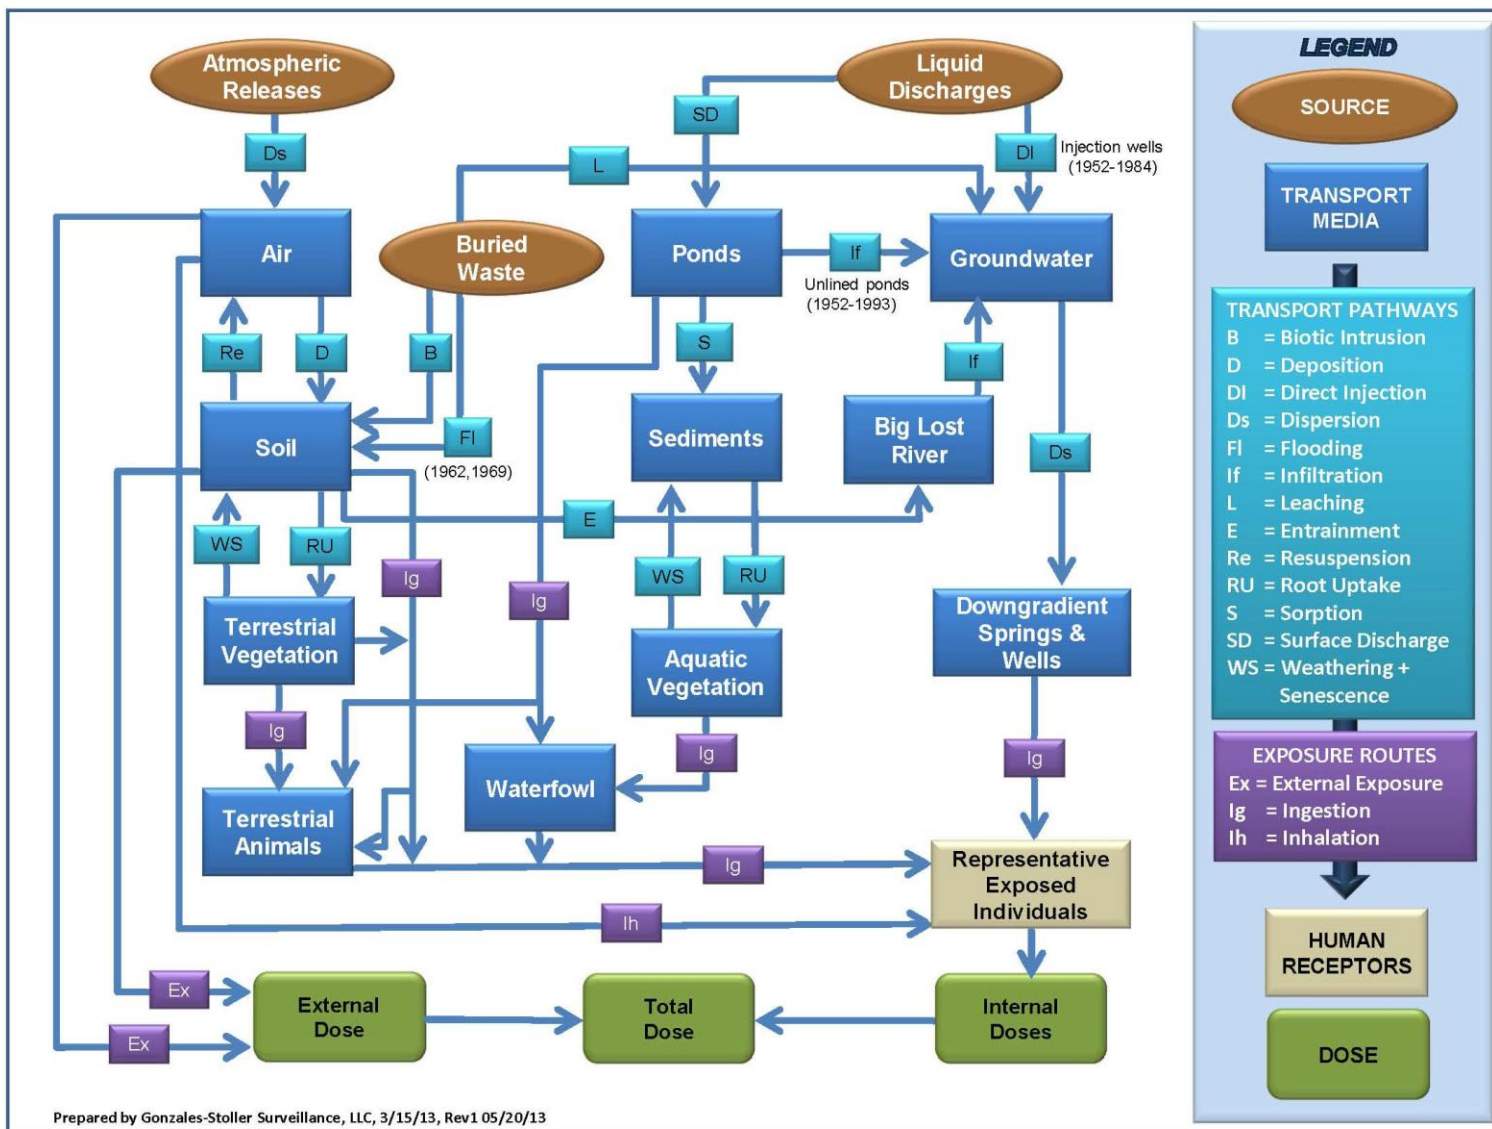 Atmospheric
Releases
Liquid
Discharges
SD
Ds
L
DI
Injection wells
(1952-1984)
Air
Buried
Waste
Ponds
If
Unlined ponds
(1952-1993)
Groundwater
Re
D
B
S
If
Soil
Fl
(1962,1969)
Sediments
Big Lost
River
Ds
E
WS
RU
Ig
Ig
WS
RU
Terrestrial
Vegetation
Aquatic
Vegetation
Downgradient
Springs &
Wells
Ig
Ig
Ig
Terrestrial
Animals
Waterfowl
Ig
Representative
Exposed
Individuals
Ih
Ex
Ex
External
Dose
Total
Dose
Internal
Doses
Prepared by Gonzales-Stoller Surveillance, LLC, 3/15/13, Rev1 05/20/13
LEGEND
SOURCE
TRANSPORT
MEDIA
TRANSPORT PATHWAYS
B = Biotic Intrusion
D = Deposition
DI = Direct Injection
Ds = Dispersion
Fl = Flooding
If = Infiltration
L = Leaching
E = Entrainment
Re = Resuspension
RU = Root Uptake
S = Sorption
SD = Surface Discharge
WS = Weathering +
Senescence
EXPOSURE ROUTES
Ex = External Exposure
Ig = Ingestion
Ih = Inhalation
HUMAN
RECEPTORS
DOSE